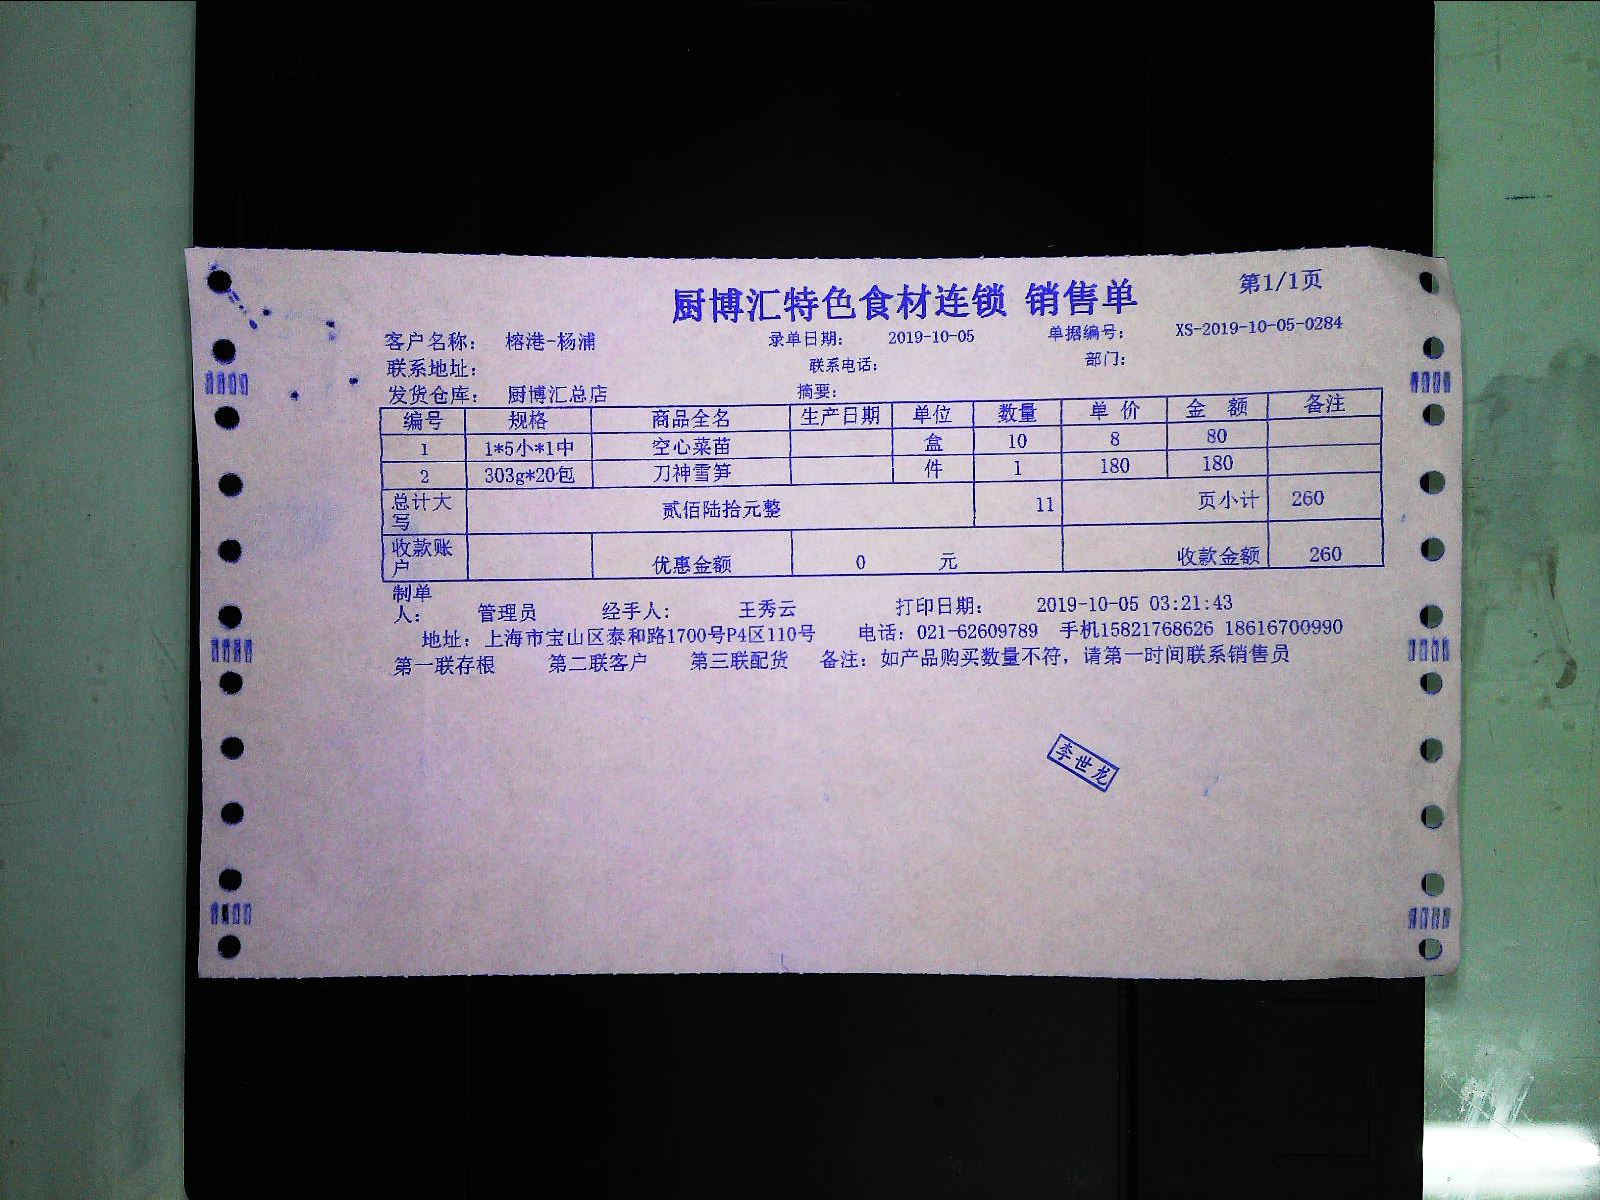 厨博汇特色食材连锁 销售单 第1/1页
客户名称： 榕港-杨浦 录单日期： 2019-10-05 单据编号： XS-2019-10-05-0284
联系地址： 联系电话： 部门：
发货仓库： 厨博汇总店 摘要：
编号 规格 商品全名 生产日期 单位 数量 单 价 金 额 备注
1 1*5小*1中 空心菜苗 盒 10 8 80
2 303g*20包 刀神雪笋 件 1 180 180
总计大写 贰佰陆拾元整 11 页小计 260
收款账户 优惠金额 0 元 收款金额 260
制单人： 管理员 经手人： 王秀云 打印日期： 2019-10-05 03:21:43
地址：上海市宝山区泰和路1700号P4区110号 电话：021-62609789 手机15821768626 18616700990
第一联存根 第二联客户 第三联配货 备注：如产品购买数量不符，请第一时间联系销售员
李世龙